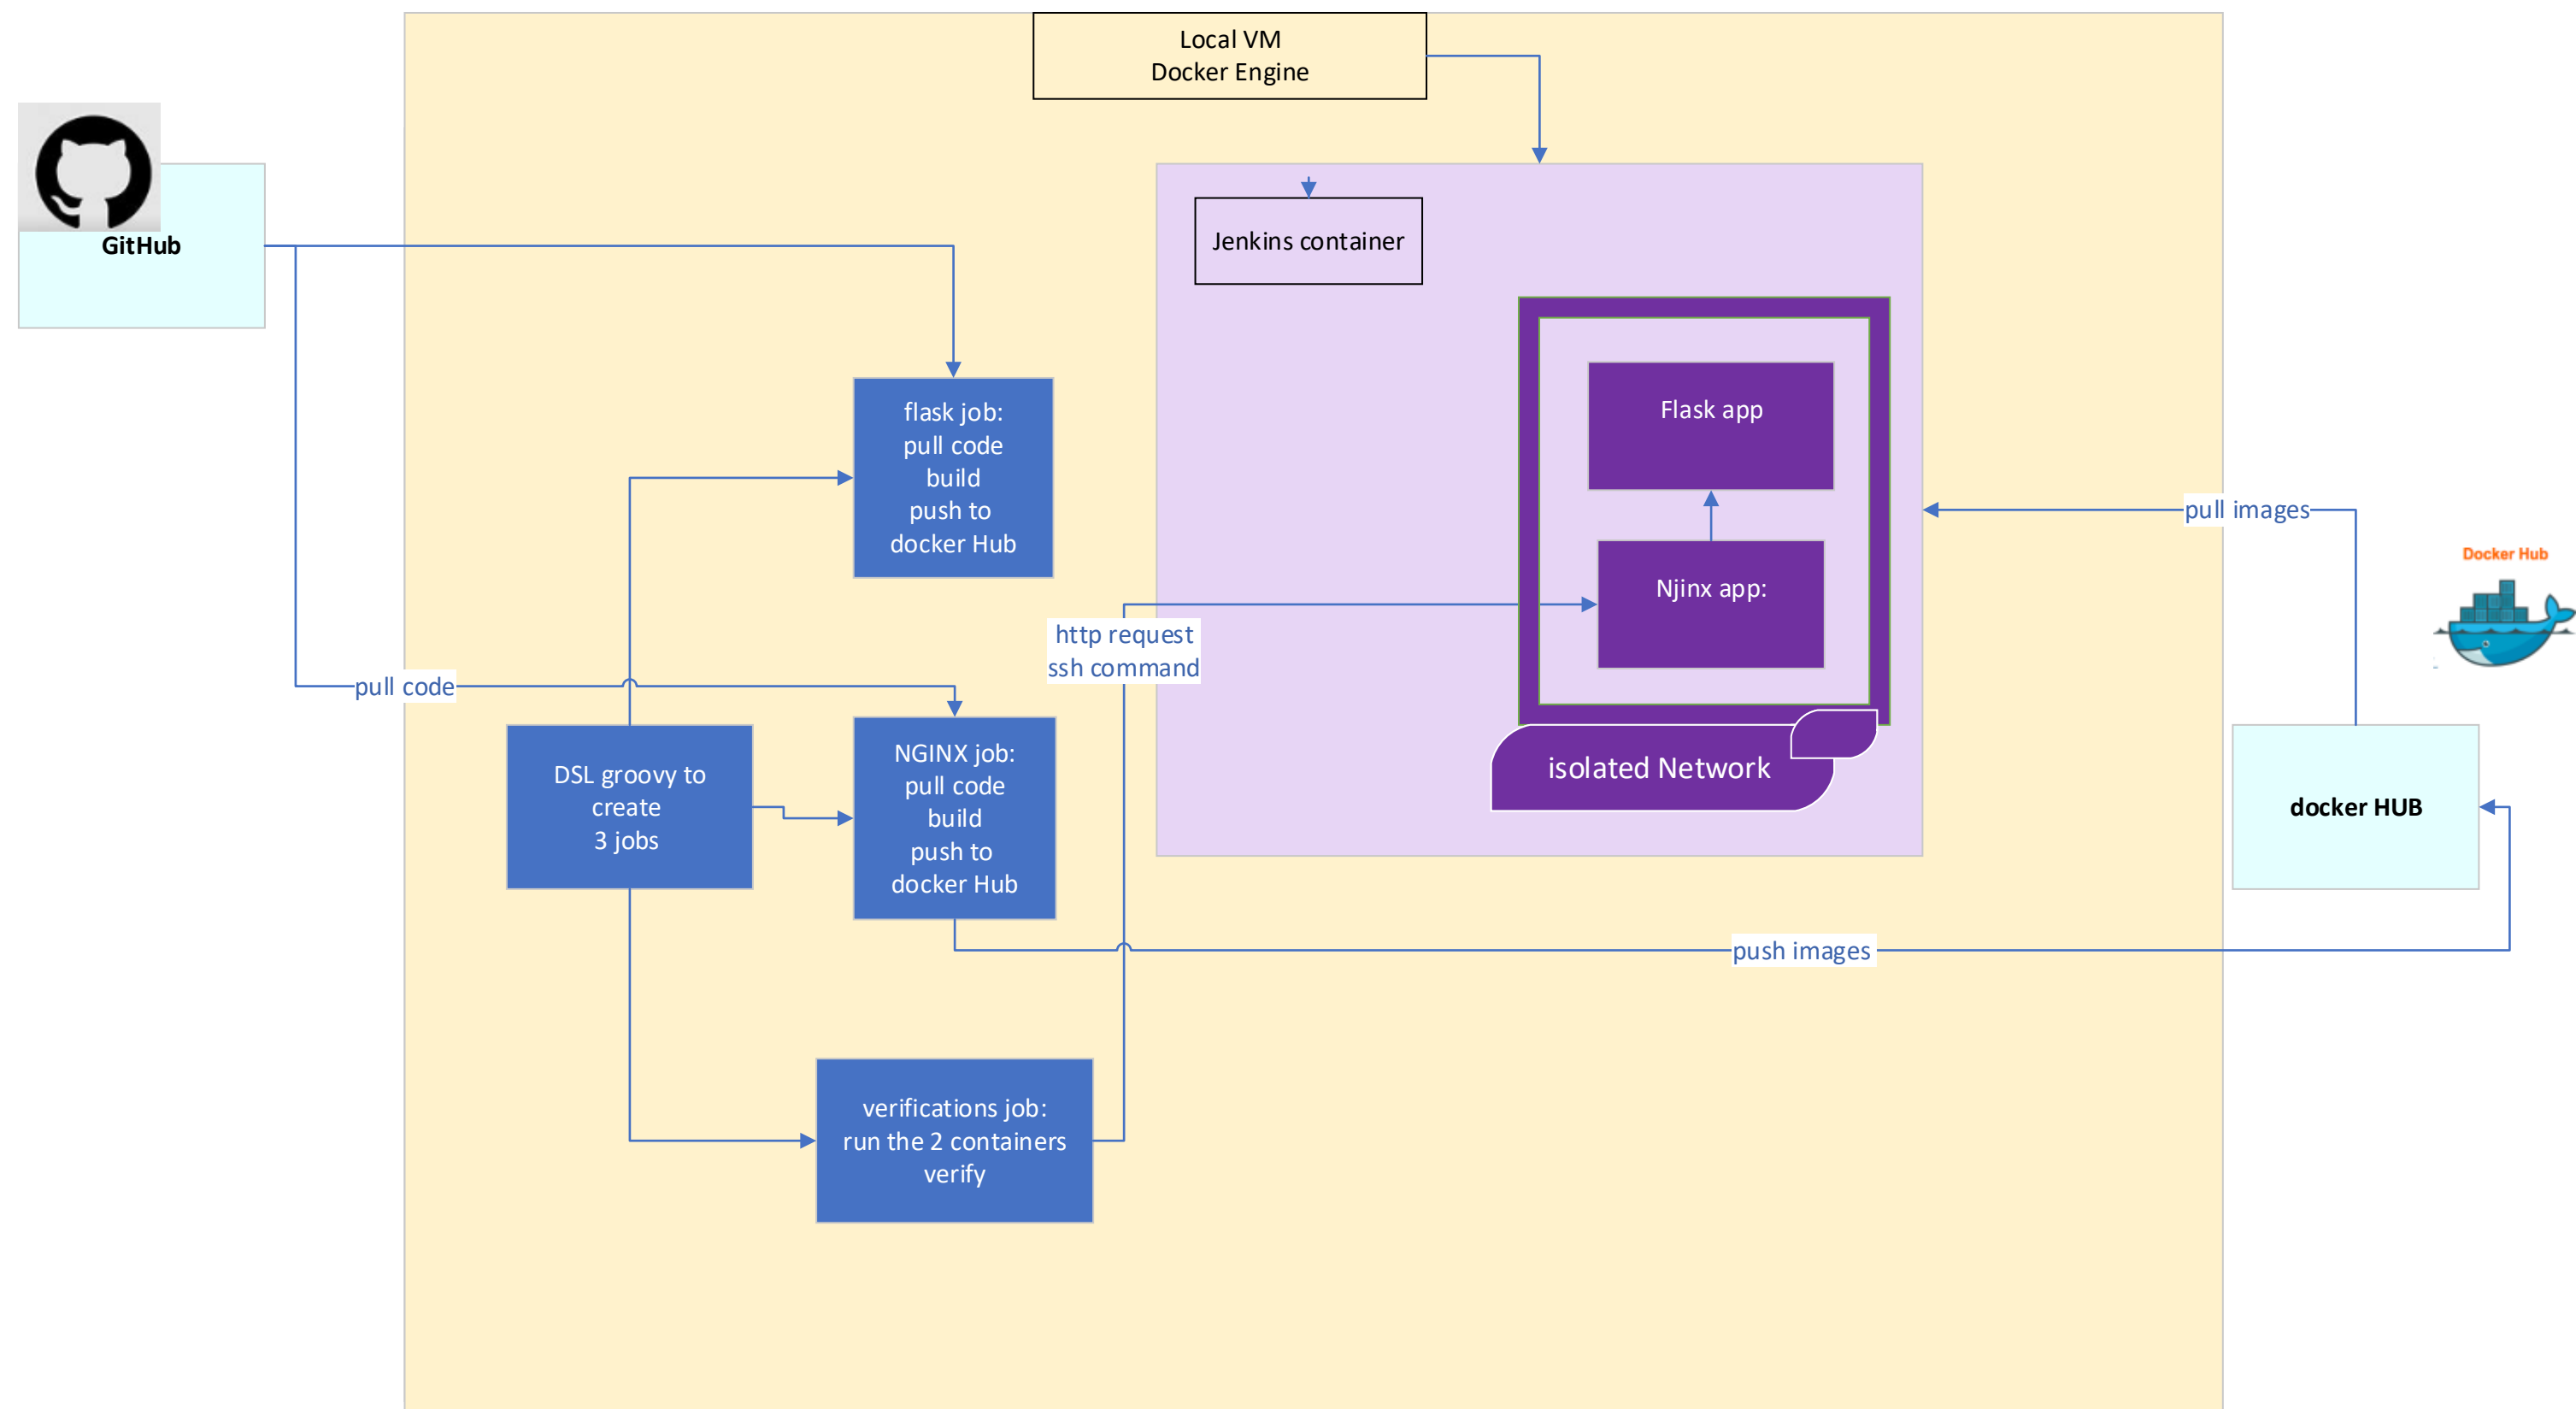 Local VM
Docker Engine
GitHub
Jenkins container
flask job:
pull code
build
push to
docker Hub
Flask app
pull images
Docker Hub
Njinx app:
http request
ssh command
pull code
DSL groovy to
create
3 jobs
NGINX job:
pull code
build
push to
docker Hub
isolated Network
docker HUB
push images
verifications job:
run the 2 containers
verify